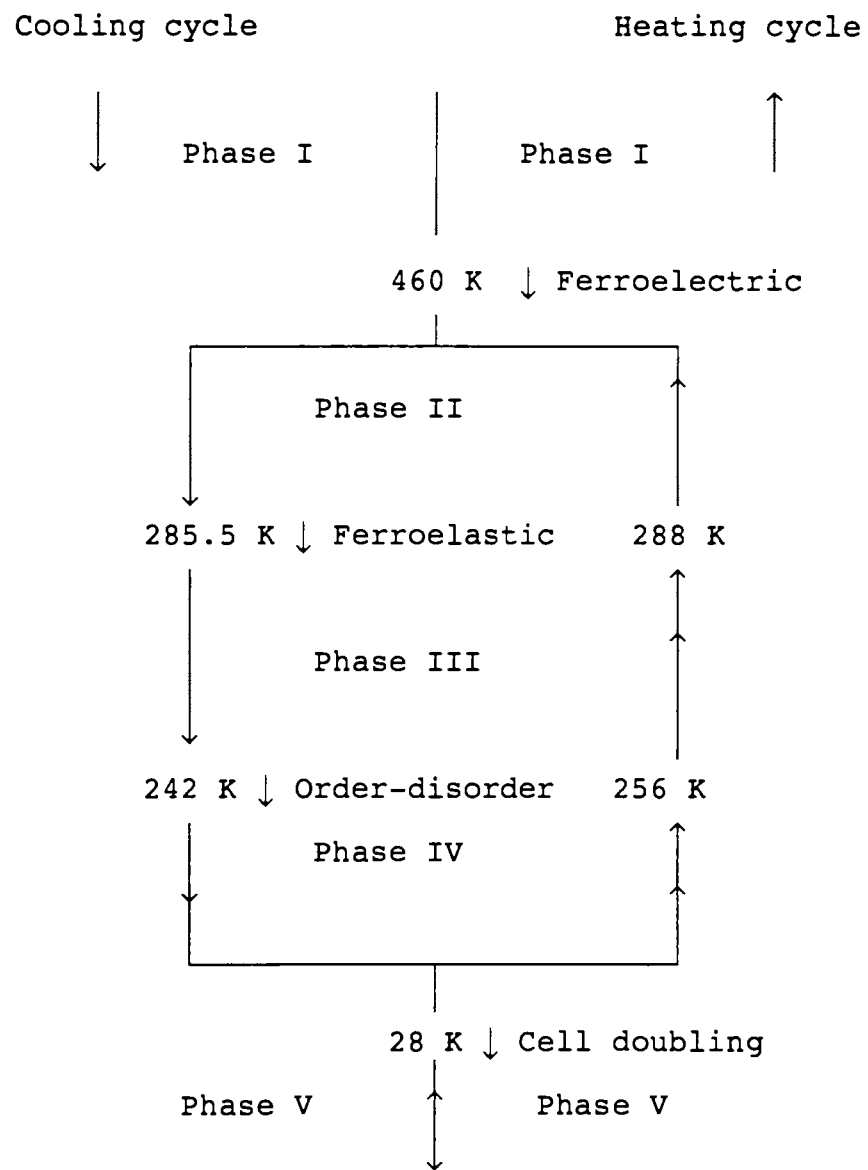 Cooling cycle Heating cycle
↓ Phase I Phase I ↑
460 K ↓ Ferroelectric
Phase II
285.5 K ↓ Ferroelastic 288 K
Phase III
242 K ↓ Order-disorder 256 K
Phase IV
28 K ↓ Cell doubling
Phase V Phase V